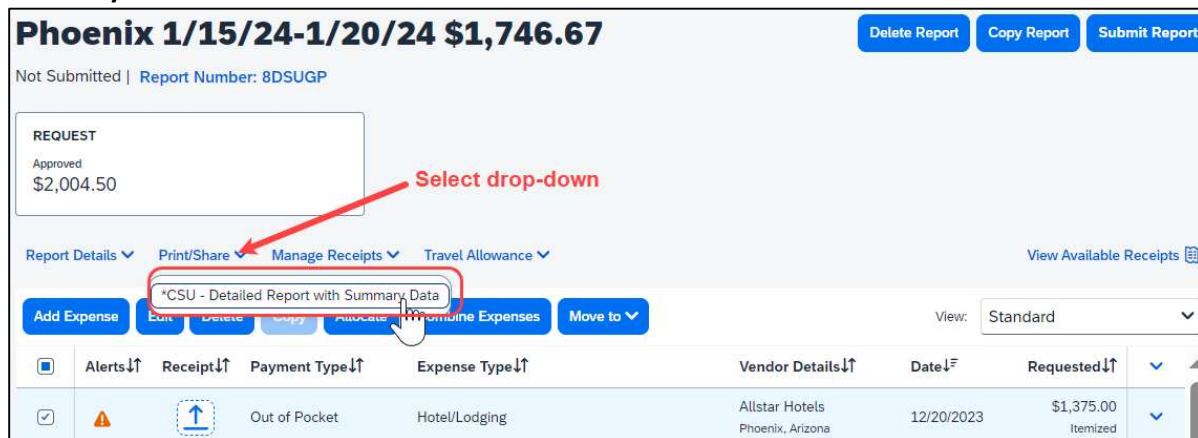 Phoenix 1/15/24-1/20/24 $1,746.67
Delete Report
Copy Report
Submit Report
Not Submitted | Report Number: 8DSUGP
REQUEST
Approved
$2,004.50
Select drop-down
Report Details
Print/Share
Manage Receipts
Travel Allowance
View Available Receipts
*CSU - Detailed Report with Summary Data
Add Expense
Edit
Delete
Copy
Allocate
Combine Expenses
Move to
View:
Standard
Alerts
Receipt
Payment Type
Expense Type
Vendor Details
Date
Requested
Out of Pocket
Hotel/Lodging
Allstar Hotels
Phoenix, Arizona
12/20/2023
$1,375.00
Itemized